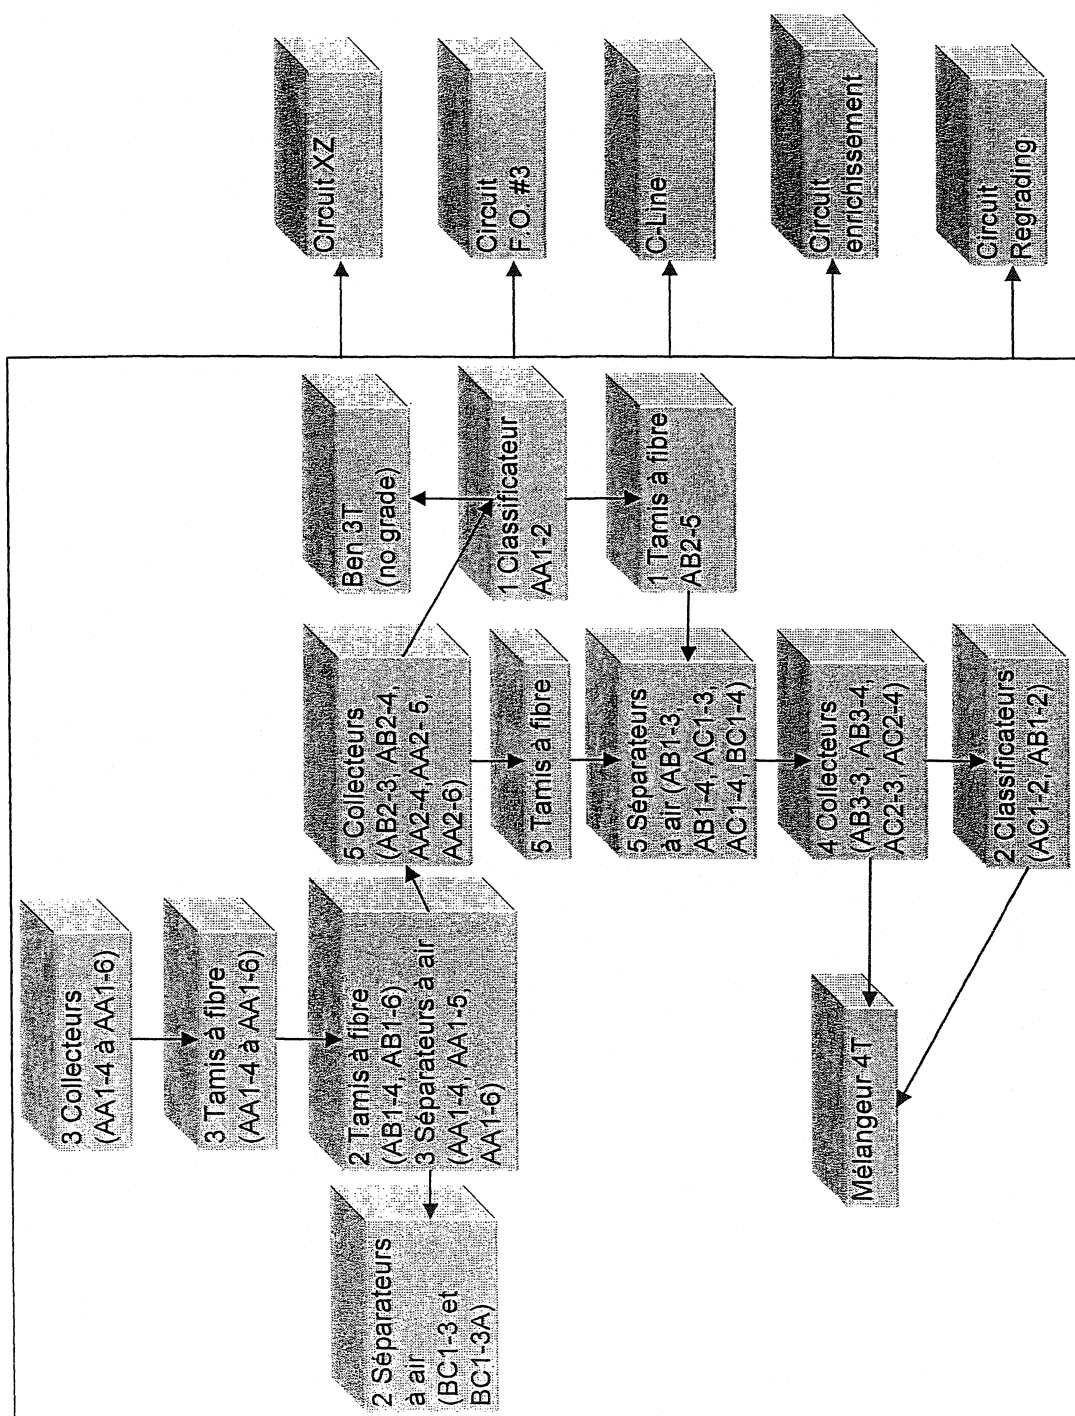 3 Collecteurs
(AA1-4 à AA1-6)
3 Tamis à fibre
(AA1-4 à AA1-6)
2 Tamis à fibre
(AB1-4, AB1-6)
3 Séparateurs à air
(AA1-4, AA1-5,
AA1-6)
2 Séparateurs
à air
(BC1-3 et
BC1-3A)
5 Collecteurs
(AB2-3, AB2-4,
AA2-4,AA2-5,
AA2-6)
5 Tamis à fibre
5 Séparateurs
à air (AB1-3,
AB1-4, AC1-3,
AC1-4, BC1-4)
4 Collecteurs
(AB3-3, AB3-4,
AC2-3, AC2-4)
2 Classificateurs
(AC1-2, AB1-2)
Mélangeur 4T
Ben 3T
(no grade)
1 Classificateur
AA1-2
1 Tamis à fibre
AB2-5
Circuit XZ
Circuit
F.O. #3
C-Line
Circuit
enrichissement
Circuit
Regrading